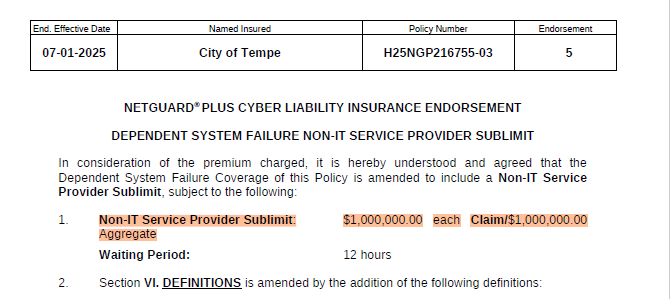 End. Effective Date Named Insured Policy Number Endorsement
07-01-2025 City of Tempe H25NGP216755-03 5
NETGUARD® PLUS CYBER LIABILITY INSURANCE ENDORSEMENT
DEPENDENT SYSTEM FAILURE NON-IT SERVICE PROVIDER SUBLIMIT
In consideration of the premium charged, it is hereby understood and agreed that the
Dependent System Failure Coverage of this Policy is amended to include a Non-IT Service
Provider Sublimit, subject to the following:
1. Non-IT Service Provider Sublimit: $1,000,000.00 each Claim/$1,000,000.00
Aggregate
Waiting Period: 12 hours
2. Section VI. DEFINITIONS is amended by the addition of the following definitions: